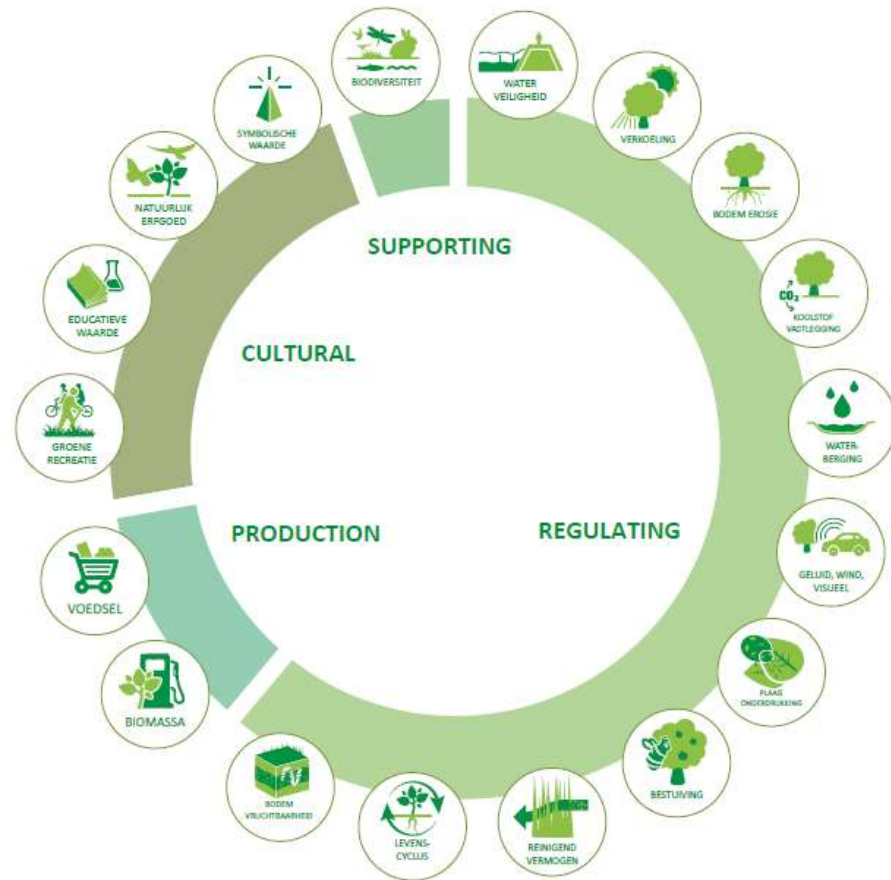 BIODIVERSITEIT
WATER
VEILIGHEID
VERKOELING
BODEM EROSIE
CO₂
KOOLSTOF
VASTLEGGING
WATER-
BERGING
GELUID, WIND,
VISUEEL
PLAAG
ONDERDRUKKING
BESTUIVING
REINIGEND
VERMOGEN
LEVENS-
CYCLUS
BODEM
VRUCHTBAARHEID
BIOMASSA
VOEDSEL
GROENE
RECREATIE
EDUCATIEVE
WAARDE
NATUURLIJK
ERFGOED
SYMBOLISCHE
WAARDE
SUPPORTING
CULTURAL
PRODUCTION
REGULATING